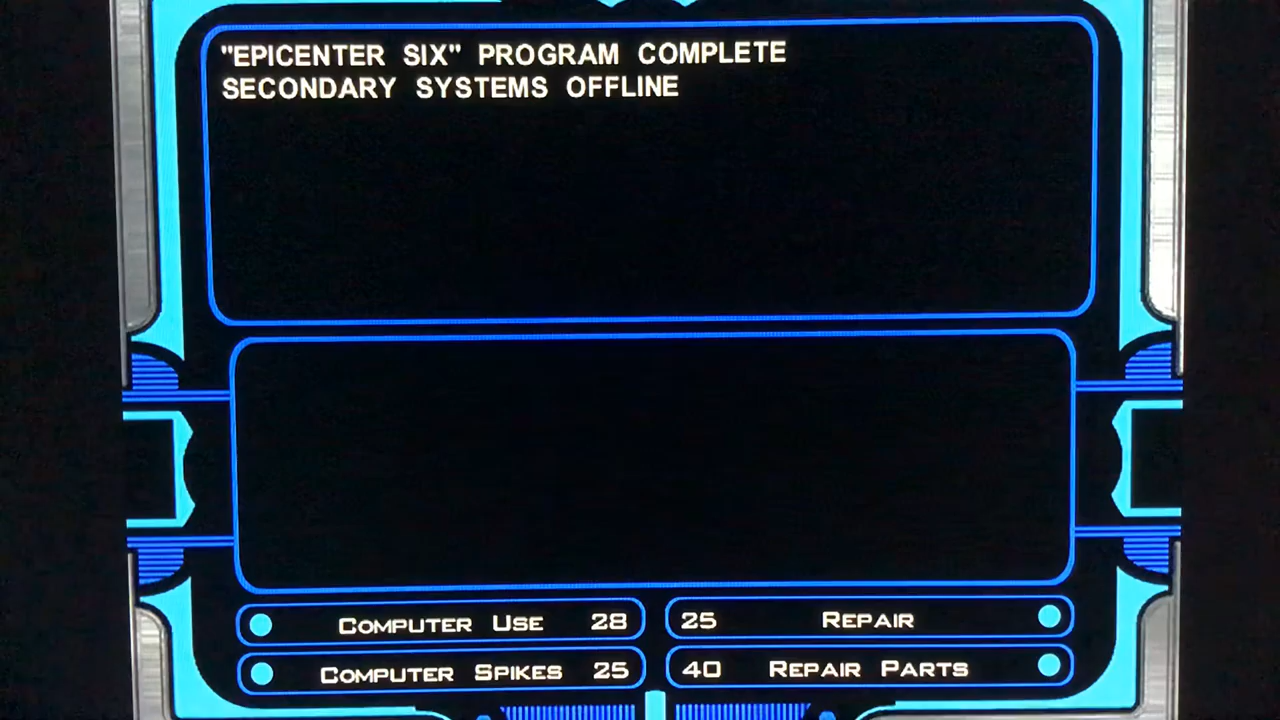 "EPICENTER SIX" PROGRAM COMPLETE
SECONDARY SYSTEMS OFFLINE
COMPUTER USE 28
25 REPAIR
COMPUTER SPIKES 25
40 REPAIR PARTS